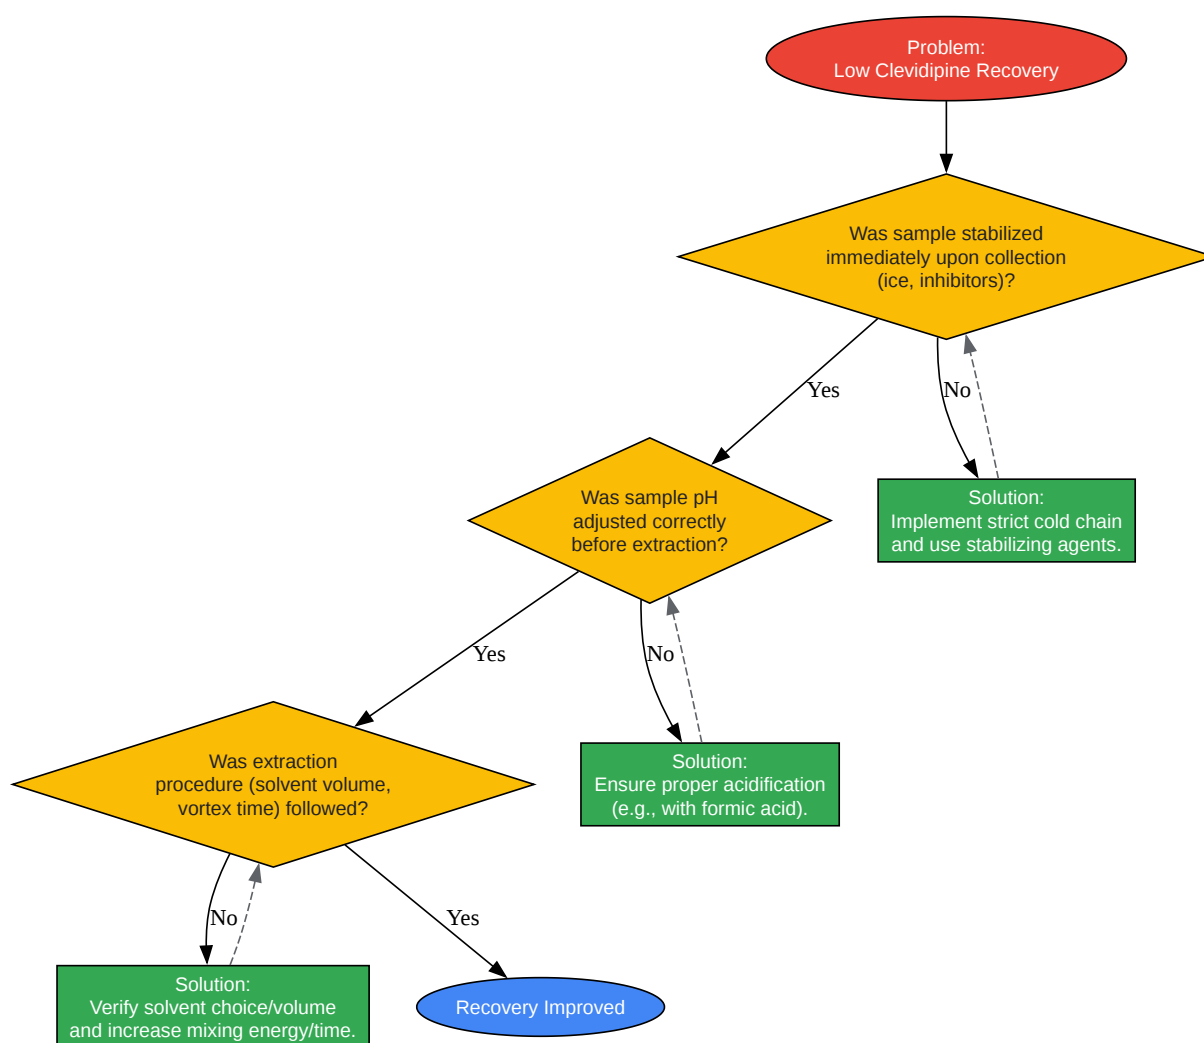 Problem:
Low Clevidipine Recovery
Was sample stabilized
immediately upon collection
(ice, inhibitors)?
Yes
No
Was sample pH
adjusted correctly
before extraction?
Solution:
Implement strict cold chain
and use stabilizing agents.
Yes
No
Was extraction
procedure (solvent volume,
vortex time) followed?
Solution:
Ensure proper acidification
(e.g., with formic acid).
No
Yes
Solution:
Verify solvent choice/volume
and increase mixing energy/time.
Recovery Improved